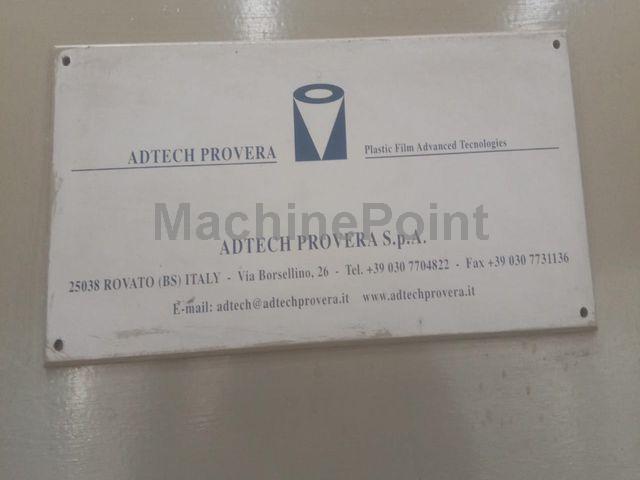 ADTECH PROVERA
Plastic Film Advanced Tecnologies
MachinePoint
ADTECH PROVERA S.p.A.
25038 ROVATO (BS) ITALY - Via Borsellino, 26 - Tel. +39 030 7704822 - Fax +39 030 7731136
E-mail: adtech@adtechprovera.it www.adtechprovera.it